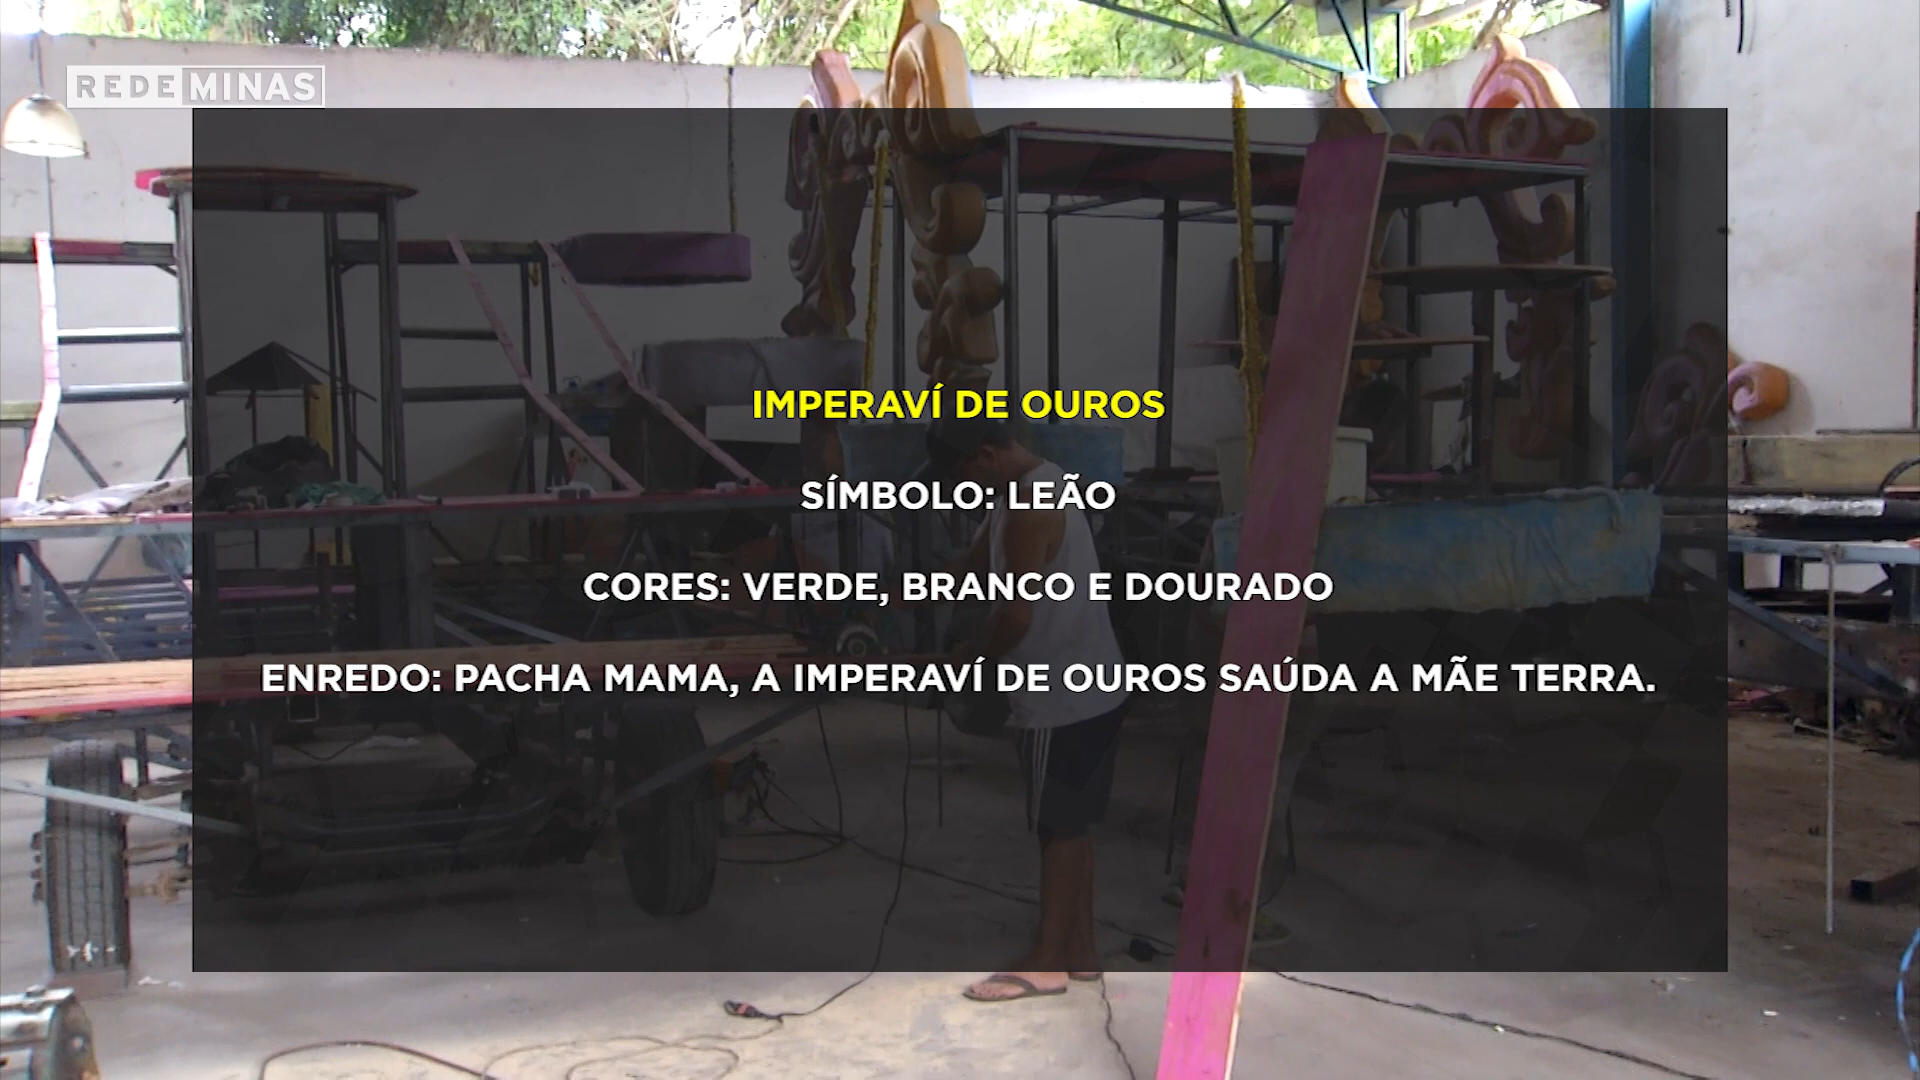 REDE MINAS
IMPERAVÍ DE OUROS
SÍMBOLO: LEÃO
CORES: VERDE, BRANCO E DOURADO
ENREDO: PACHA MAMA, A IMPERAVÍ DE OUROS SAÚDA A MÃE TERRA.